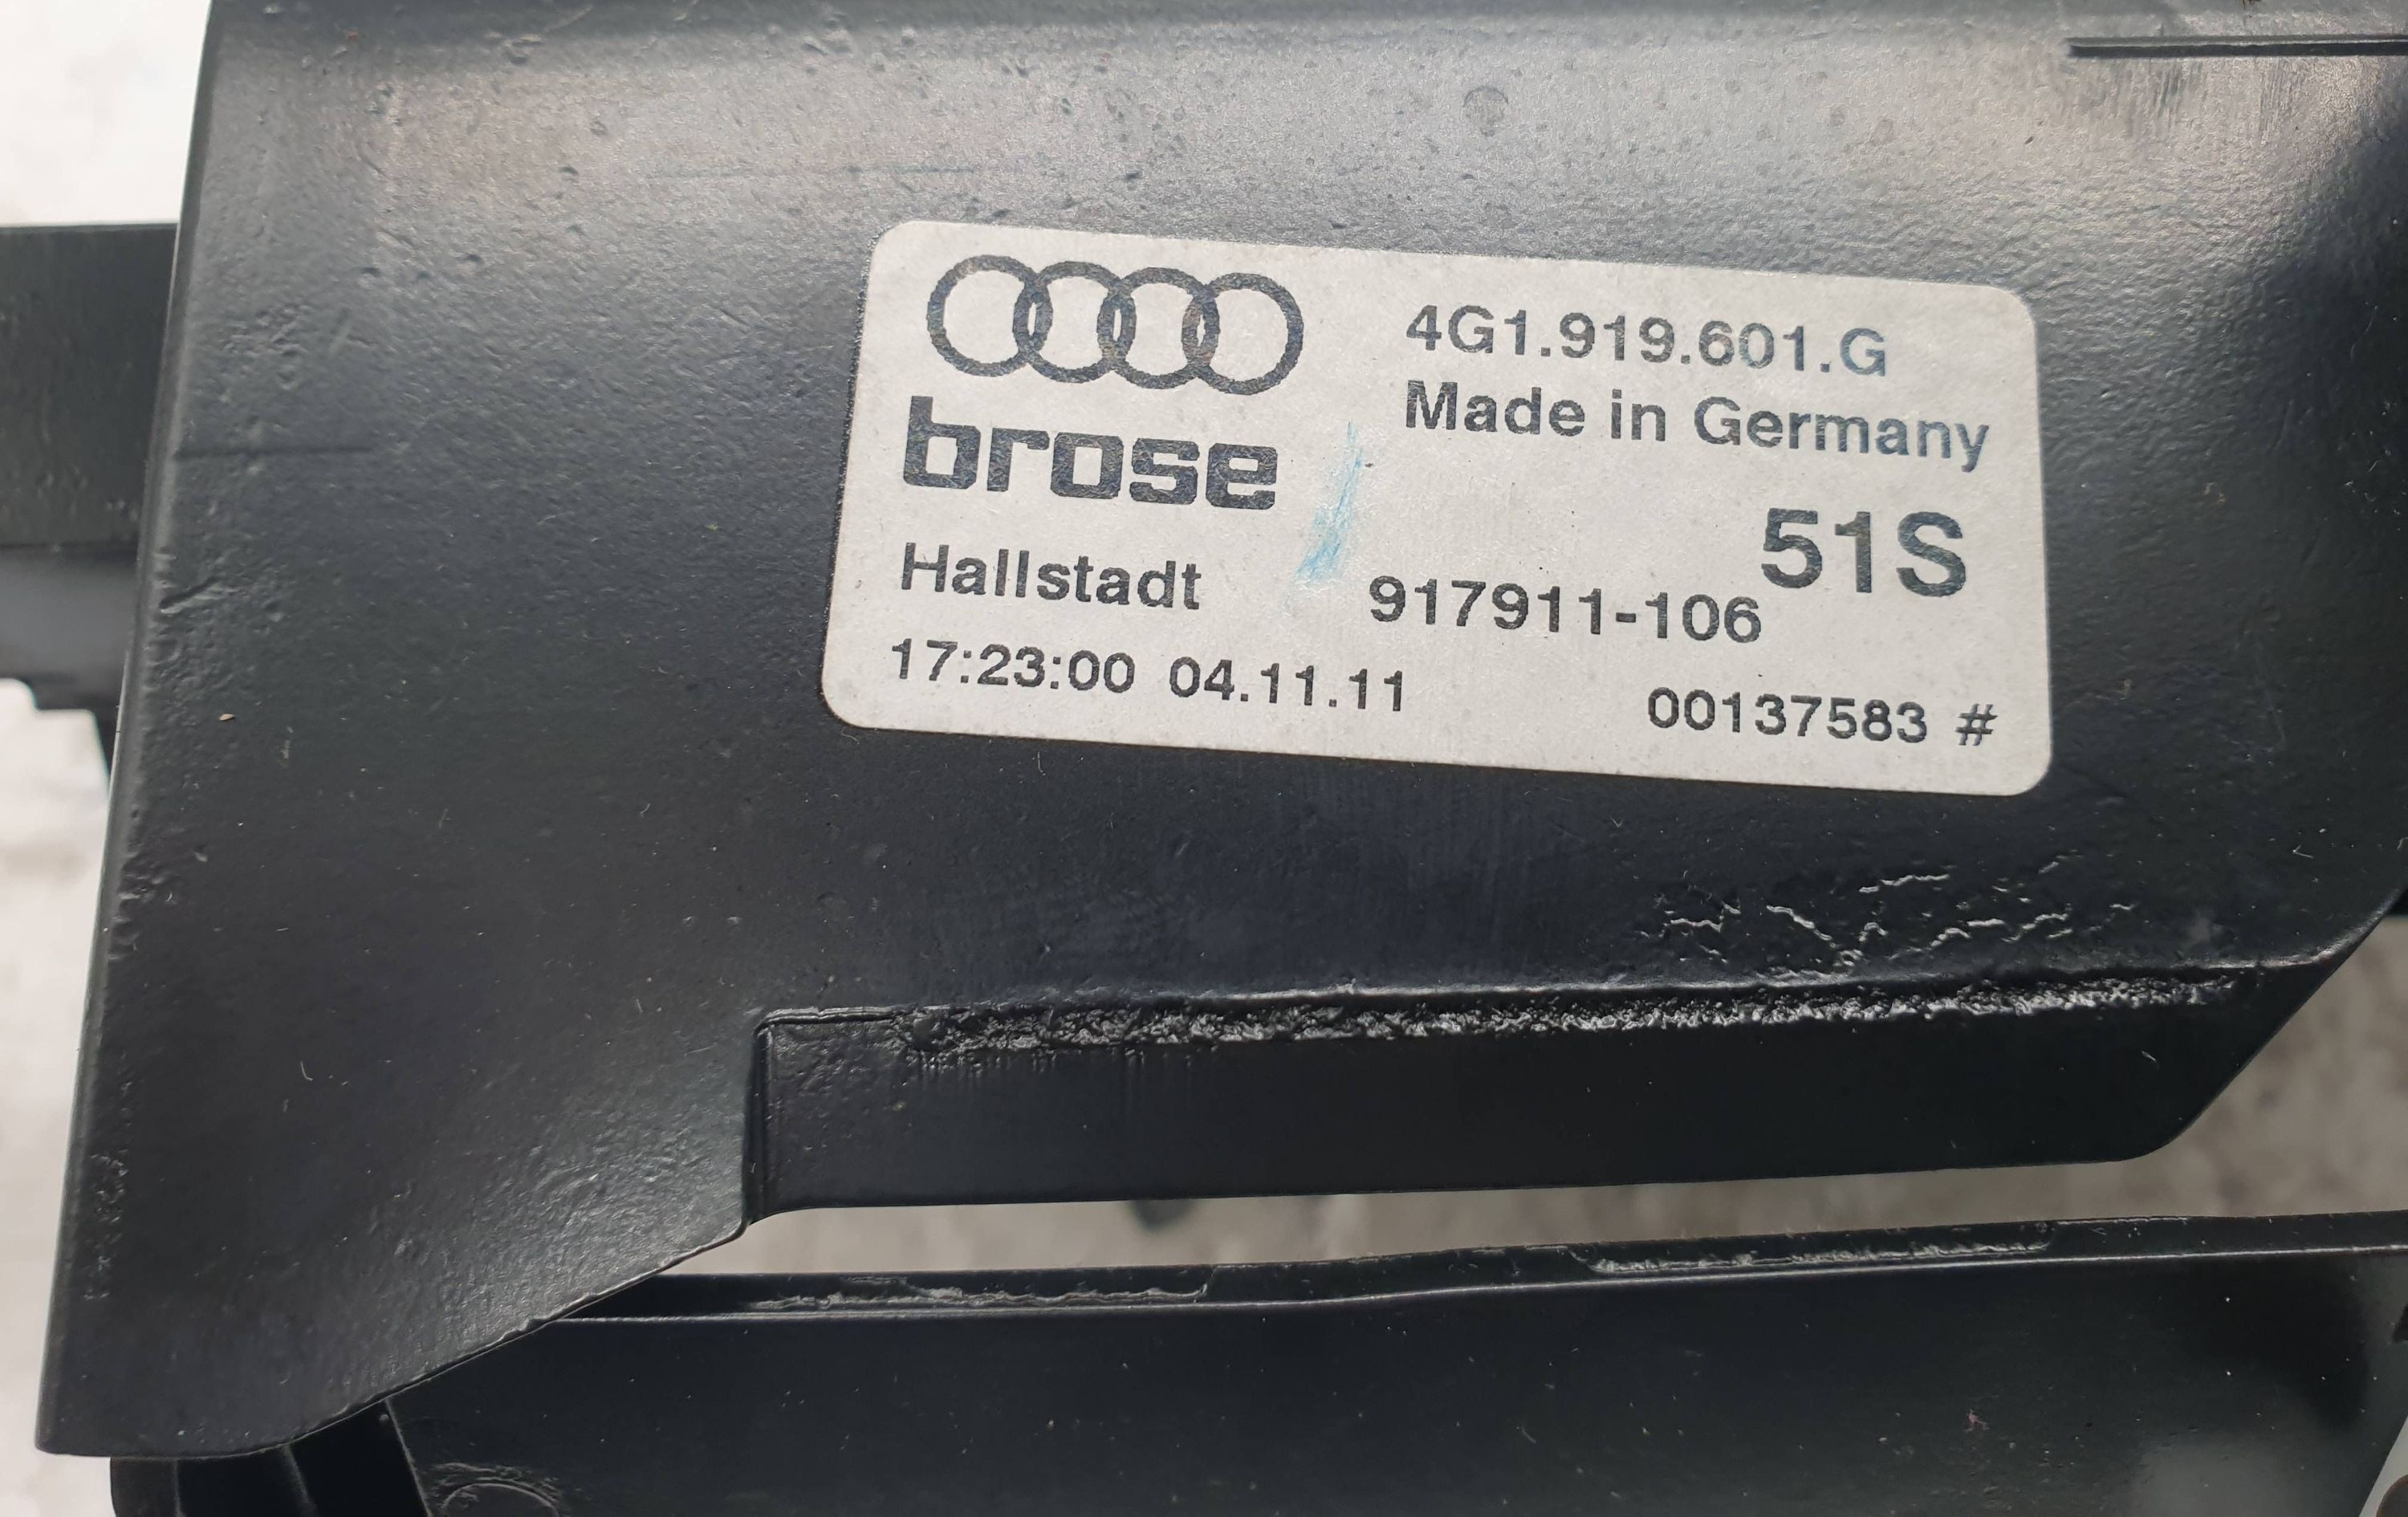 4G1.919.601.G
brose
Made in Germany
51S
Hallstadt
917911-106
17:23:00 04.11.11
00137583 #